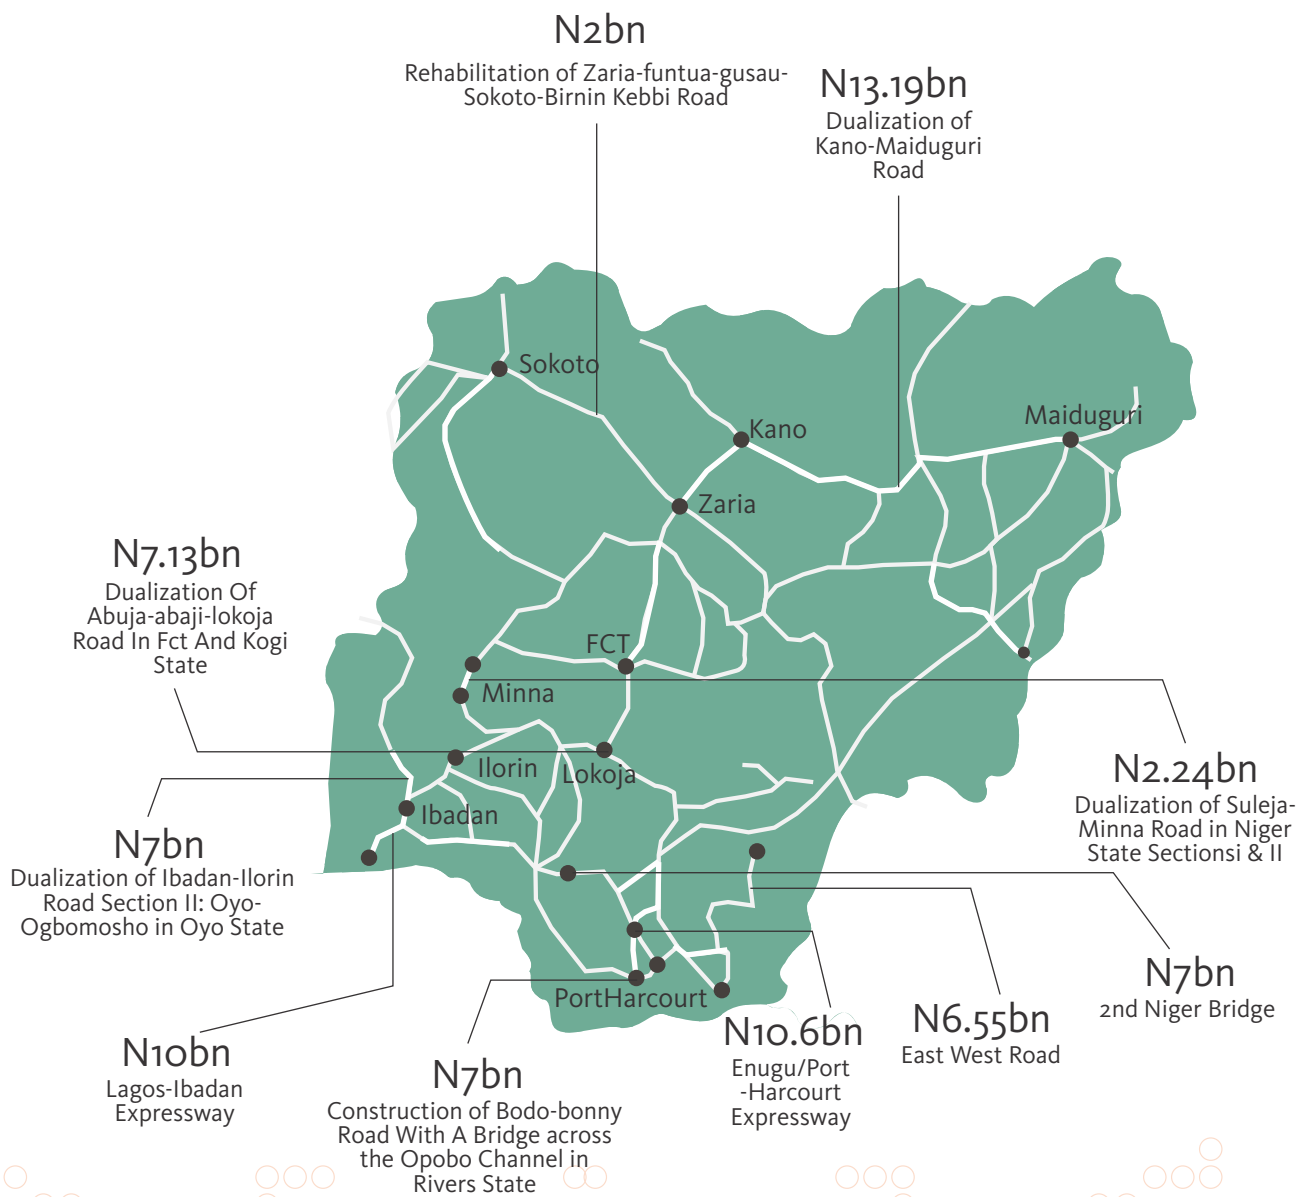 N2bn
Rehabilitation of Zaria-funtua-gusau-
Sokoto-Birnin Kebbi Road
N13.19bn
Dualization of
Kano-Maiduguri
Road
Sokoto
Kano
Maiduguri
Zaria
N7.13bn
Dualization Of
Abuja-abaji-lokoja
Road In Fct And Kogi
State
FCT
Minna
Ilorin
Lokoja
Ibadan
PortHarcourt
N2.24bn
Dualization of Suleja-
Minna Road in Niger
State Sectionsi & II
N7bn
Dualization of Ibadan-Ilorin
Road Section II: Oyo-
Ogbomosho in Oyo State
N7bn
2nd Niger Bridge
N6.55bn
East West Road
N10.6bn
Enugu/Port
-Harcourt
Expressway
N10bn
Lagos-Ibadan
Expressway
N7bn
Construction of Bodo-bonny
Road With A Bridge across
the Opobo Channel in
Rivers State